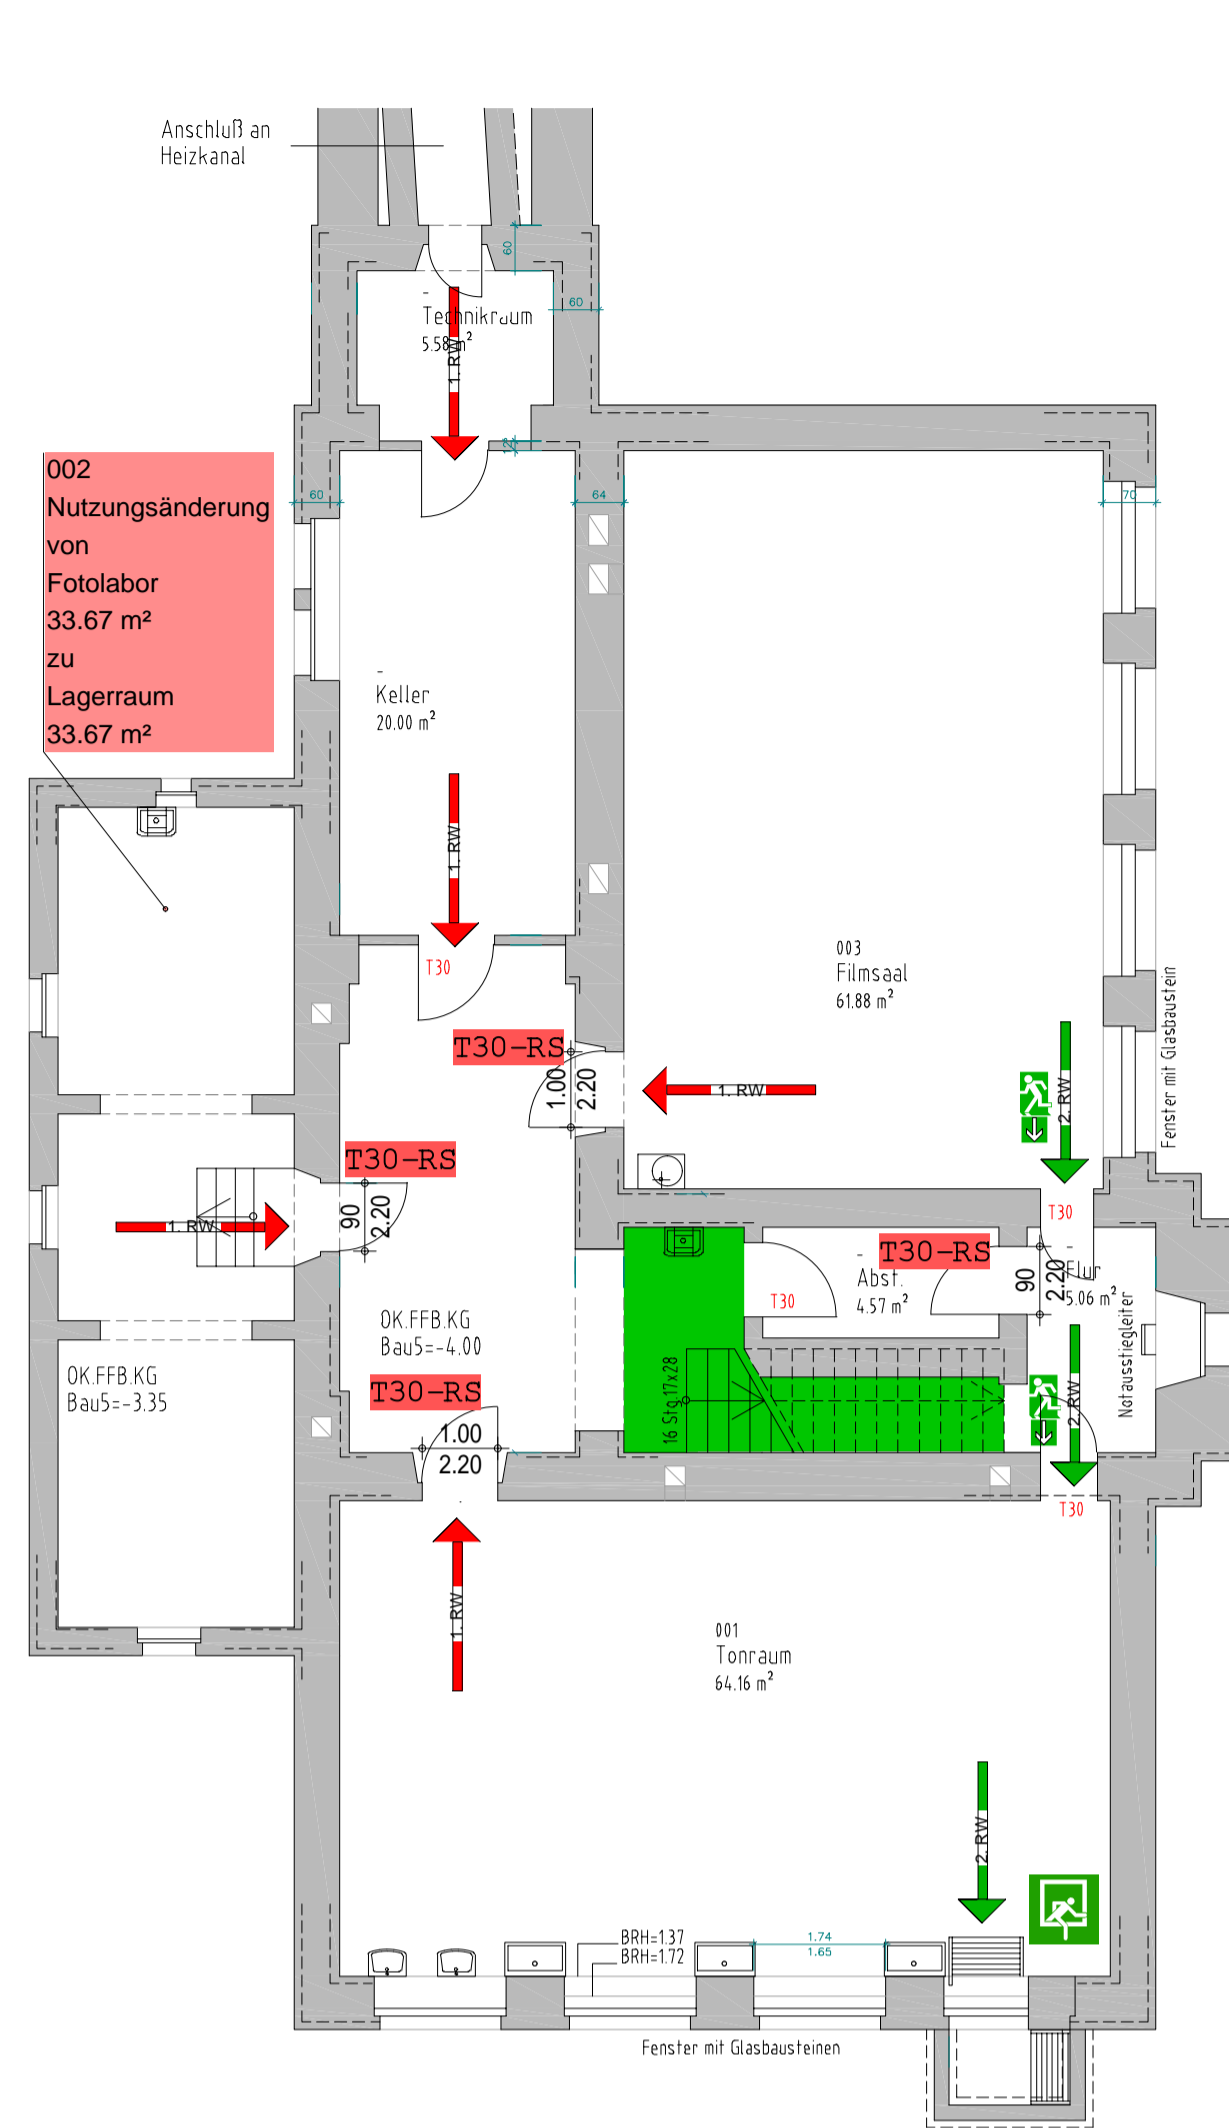 Anschluß an
Heizkanal
60
60
-
Technikraum
5.58 m²
1. RW
12
002
Nutzungsänderung
von
Fotolabor
33.67 m²
zu
Lagerraum
33.67 m²
60
64
70
-
Keller
20.00 m²
1. RW
T30
003
Filmsaal
61.88 m²
Fenster mit Glasbaustein
T30-RS
1.00
2.20
1. RW
2. RW
T30-RS
90
2.20
1. RW
T30
T30-RS
-
Abst.
4.57 m²
T30
90
2.20
-
Flur
5.06 m²
Notausstiegleiter
OK.FFB.KG
Bau5=-4.00
OK.FFB.KG
Bau5=-3.35
T30-RS
1.00
2.20
16 Stg.17x28
2. RW
T30
1. RW
001
Tonraum
64.16 m²
2. RW
BRH=1.37
BRH=1.72
1.74
1.65
Fenster mit Glasbausteinen